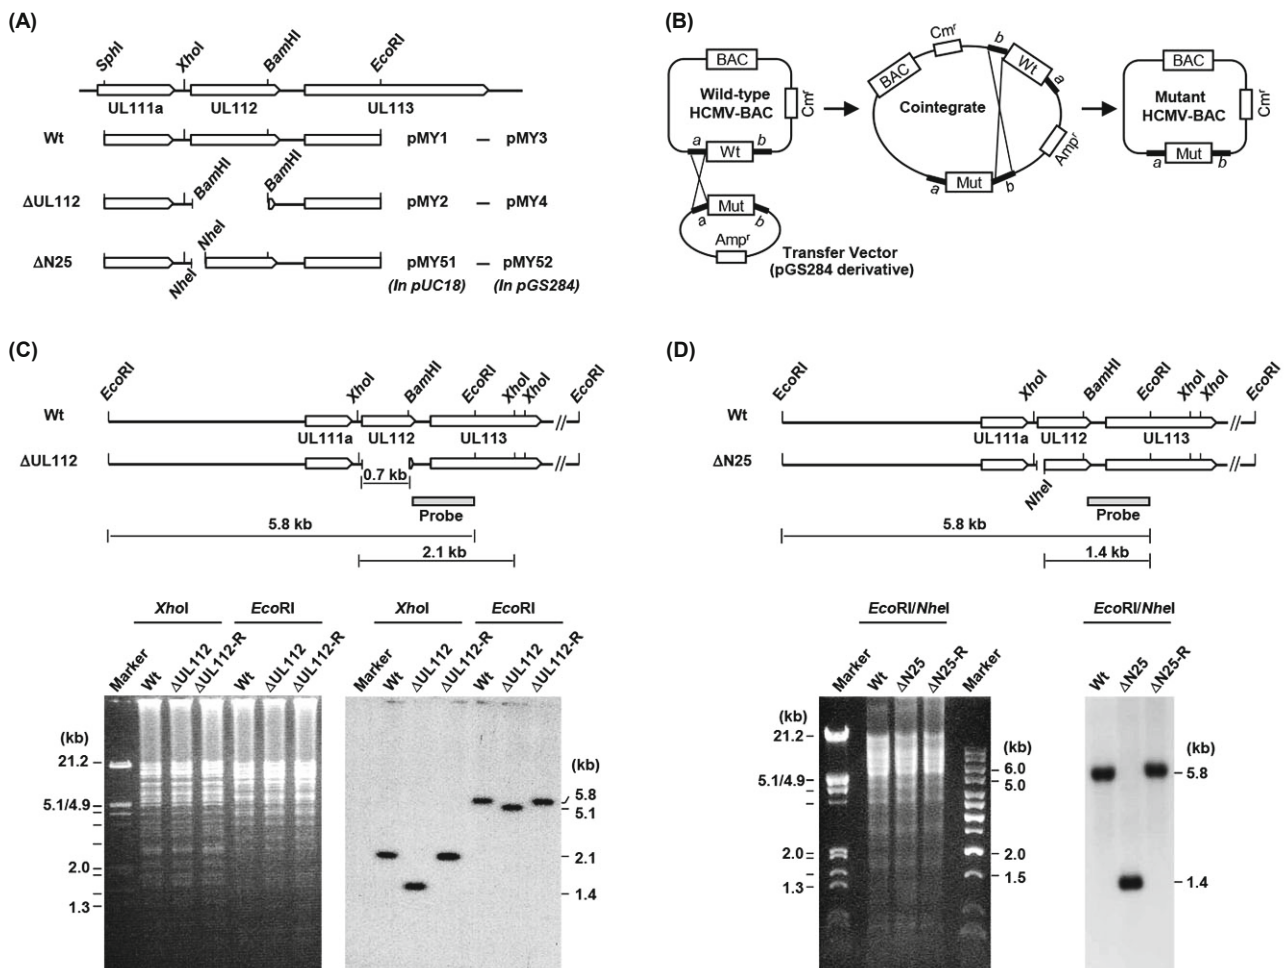 (A)
SphI
XhoI
BamHI
EcoRI
UL111a
UL112
UL113
Wt
pMY1 – pMY3
BamHI
BamHI
ΔUL112
pMY2 – pMY4
NheI
ΔN25
pMY51 – pMY52
NheI
(In pUC18)
(In pGS284)
(B)
BAC
Wild-type
HCMV-BAC
Cmʳ
a
Wt
b
Mut
a
b
Ampʳ
Transfer Vector
(pGS284 derivative)
Cmʳ
b
BAC
Wt
a
Cointegrate
Ampʳ
a
Mut
b
BAC
Mutant
HCMV-BAC
Cmʳ
a
Mut
b
(C)
EcoRI
XhoI
BamHI
EcoRI
XhoI
XhoI
EcoRI
Wt
//
UL111a
UL112
UL113
ΔUL112
//
0.7 kb
Probe
5.8 kb
2.1 kb
XhoI
EcoRI
Marker
Wt
ΔUL112
ΔUL112-R
Wt
ΔUL112
ΔUL112-R
(kb)
21.2
5.1/4.9
2.0
1.3
XhoI
EcoRI
Marker
Wt
ΔUL112
ΔUL112-R
Wt
ΔUL112
ΔUL112-R
(kb)
5.8
5.1
2.1
1.4
(D)
EcoRI
XhoI
BamHI
EcoRI
XhoI
XhoI
EcoRI
Wt
//
UL111a
UL112
UL113
ΔN25
//
NheI
Probe
5.8 kb
1.4 kb
EcoRI/NheI
Marker
Wt
ΔN25
ΔN25-R
Marker
(kb)
21.2
5.1/4.9
2.0
1.3
(kb)
6.0
5.0
2.0
1.5
EcoRI/NheI
Wt
ΔN25
ΔN25-R
(kb)
5.8
1.4